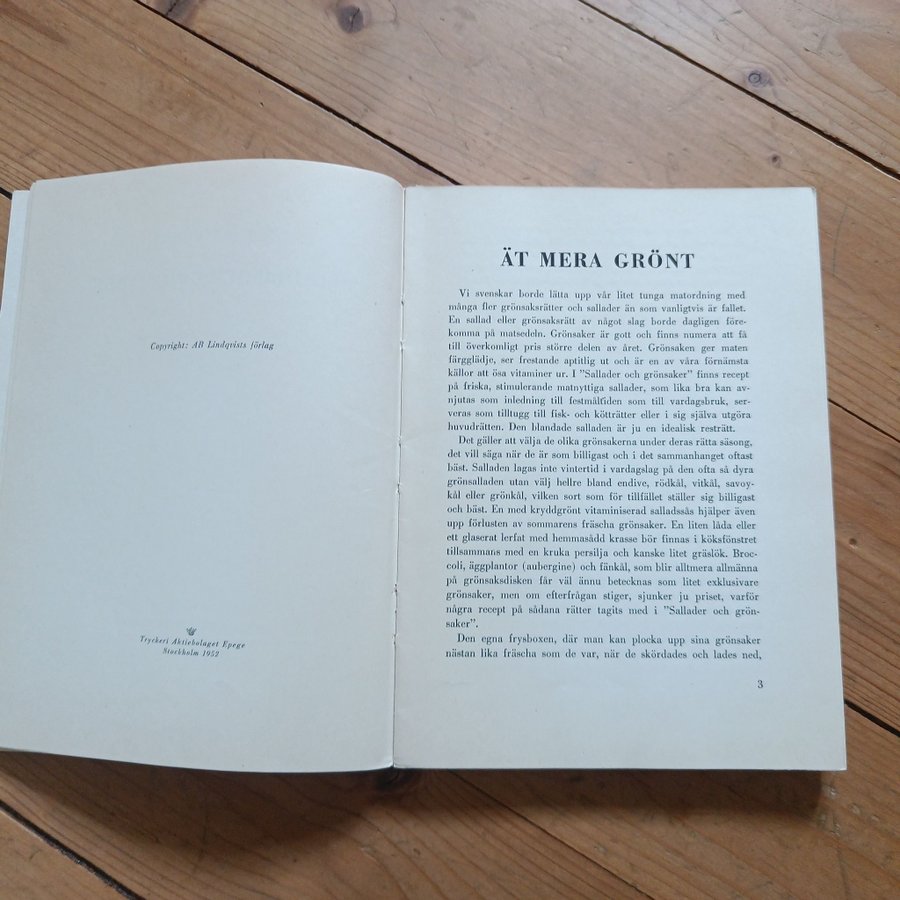 Copyright: AB Lindqvists förlag
Tryckeri Aktiebolaget Epege
Stockholm 1952
ÄT MERA GRÖNT
Vi svenskar borde lätta upp vår litet tunga matordning med
många fler grönsaksrätter och sallader än som vanligtvis är fallet.
En sallad eller grönsaksrätt av något slag borde dagligen före-
komma på matsedeln. Grönsaker är gott och finns numera att få
till överkomligt pris större delen av året. Grönsaken ger maten
färgglädje, ser frestande aptitlig ut och är en av våra förnämsta
källor att ösa vitaminer ur. I "Sallader och grönsaker" finns recept
på friska, stimulerande matnyttiga sallader, som lika bra kan av-
njutas som inledning till festmålfiden som till vardagsbruk, ser-
veras som tilltugg till fisk- och kötträtter eller i sig själva utgöra
huvudrätten. Den blandade salladen är ju en idealisk resträtt.
Det gäller att välja de olika grönsakerna under deras rätta säsong,
det vill säga när de är som billigast och i det sammanhanget oftast
bäst. Salladen lagas inte vintertid i vardagslag på den ofta så dyra
grönsalladen utan välj hellre bland endive, rödkål, vitkål, savoy-
kål eller grönkål, vilken sort som för tillfället ställer sig billigast
och bäst. En med kryddgrönt vitaminiserad salladssås hjälper även
upp förlusten av sommarens fräscha grönsaker. En liten låda eller
ett glaserat lerfat med hemmasådd krasse bör finnas i köksfönstret
tillsammans med en kruka persilja och kanske litet gräslök. Broc-
coli, äggplantor (aubergine) och fänkål, som blir alltmera allmänna
på grönsaksdisken får väl ännu betecknas som litet exklusivare
grönsaker, men om efterfrågan stiger, sjunker ju priset, varför
några recept på sådana rätter tagits med i "Sallader och grön-
saker".
Den egna frysboxen, där man kan plocka upp sina grönsaker
nästan lika fräscha som de var, när de skördades och lades ned,
3